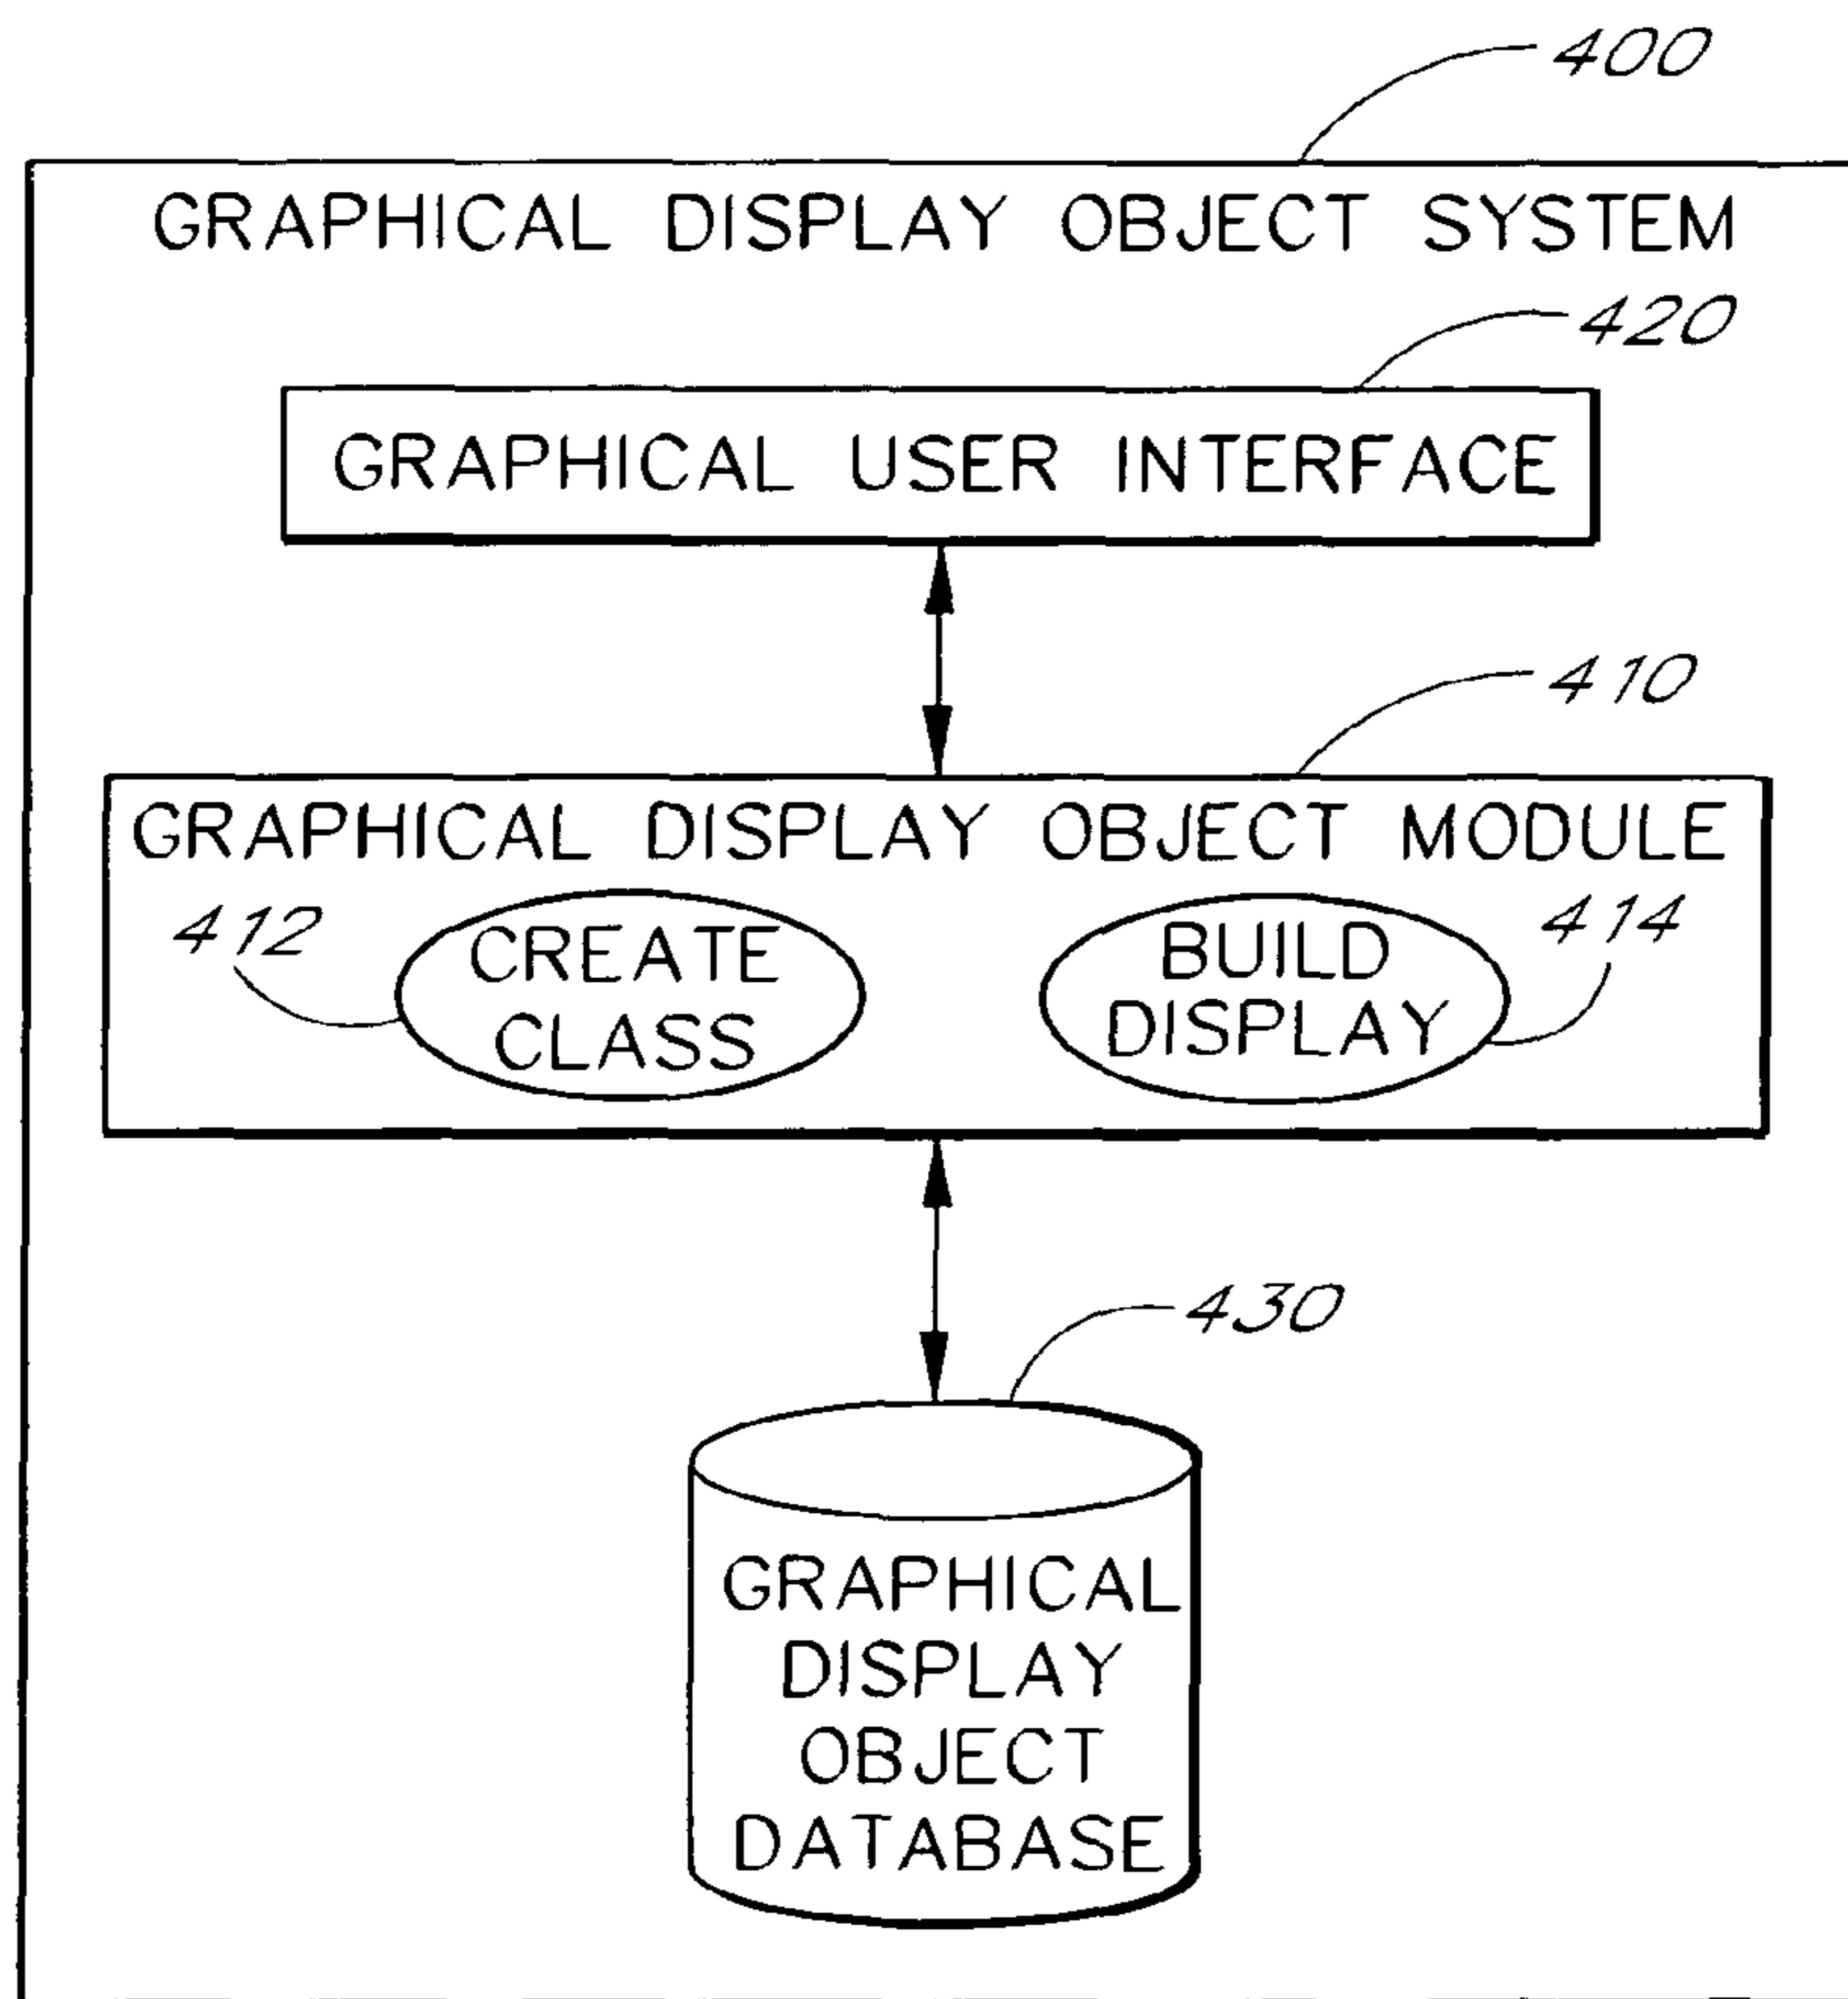 400
GRAPHICAL DISPLAY OBJECT SYSTEM
420
GRAPHICAL USER INTERFACE
410
GRAPHICAL DISPLAY OBJECT MODULE
412
CREATE
CLASS
BUILD
DISPLAY
414
430
GRAPHICAL
DISPLAY
OBJECT
DATABASE